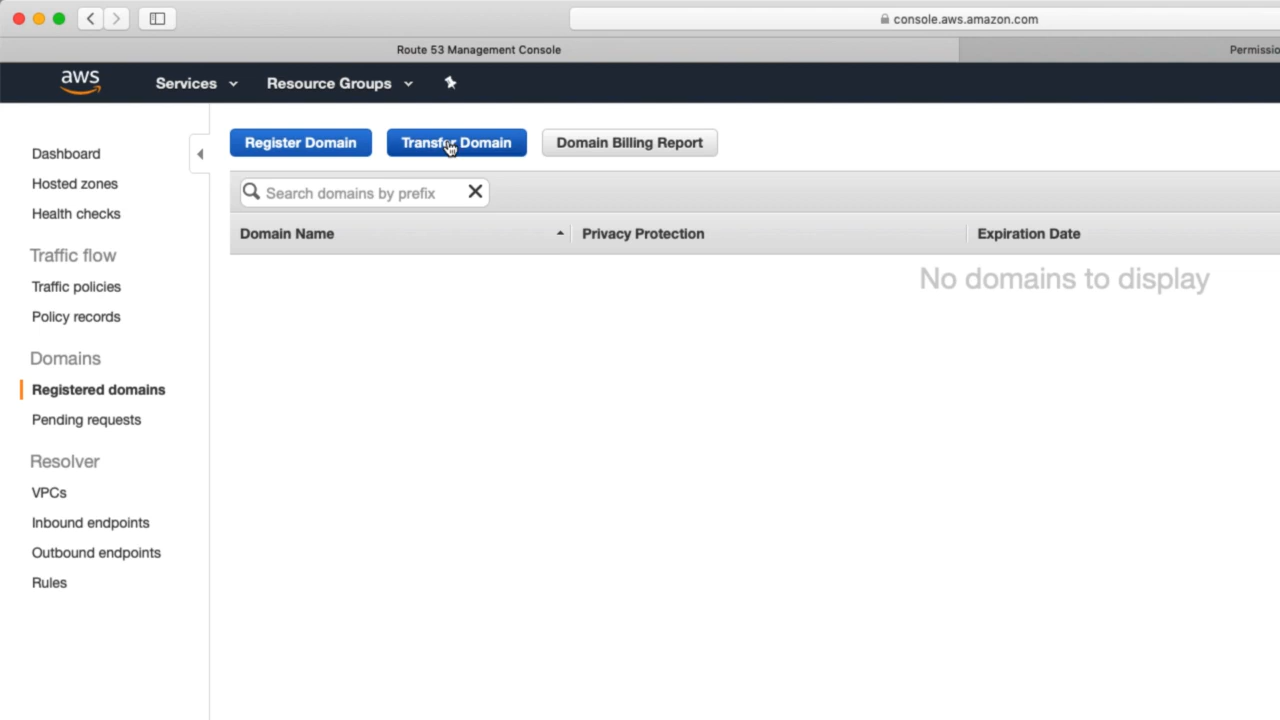 console.aws.amazon.com
Route 53 Management Console
aws
Services
Resource Groups
Dashboard
Hosted zones
Health checks
Traffic flow
Traffic policies
Policy records
Domains
Registered domains
Pending requests
Resolver
VPCs
Inbound endpoints
Outbound endpoints
Rules
Register Domain
Transfer Domain
Domain Billing Report
Search domains by prefix
Domain Name
Privacy Protection
Expiration Date
No domains to display